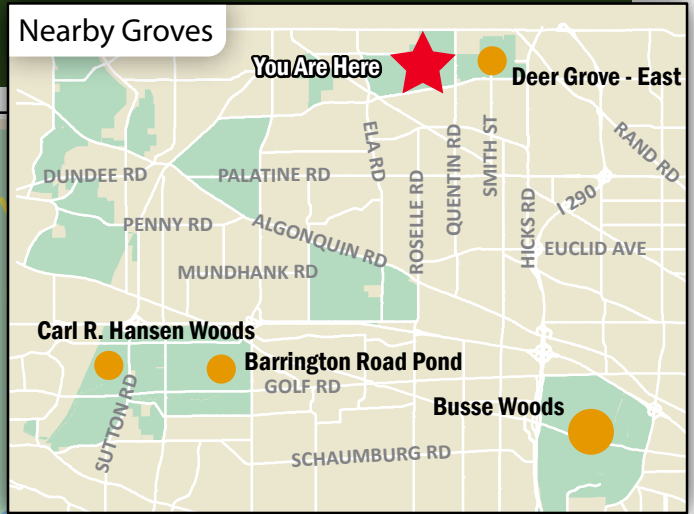 Nearby Groves
You Are Here
Deer Grove - East
ELA RD
ROSELLE RD
QUENTIN RD
SMITH ST
HICKS RD
RAND RD
I 290
DUNDEE RD
PALATINE RD
PENNY RD
ALGONQUIN RD
EUCLID AVE
MUNDHANK RD
Carl R. Hansen Woods
Barrington Road Pond
GOLF RD
SUTTON RD
Busse Woods
SCHAUMBURG RD